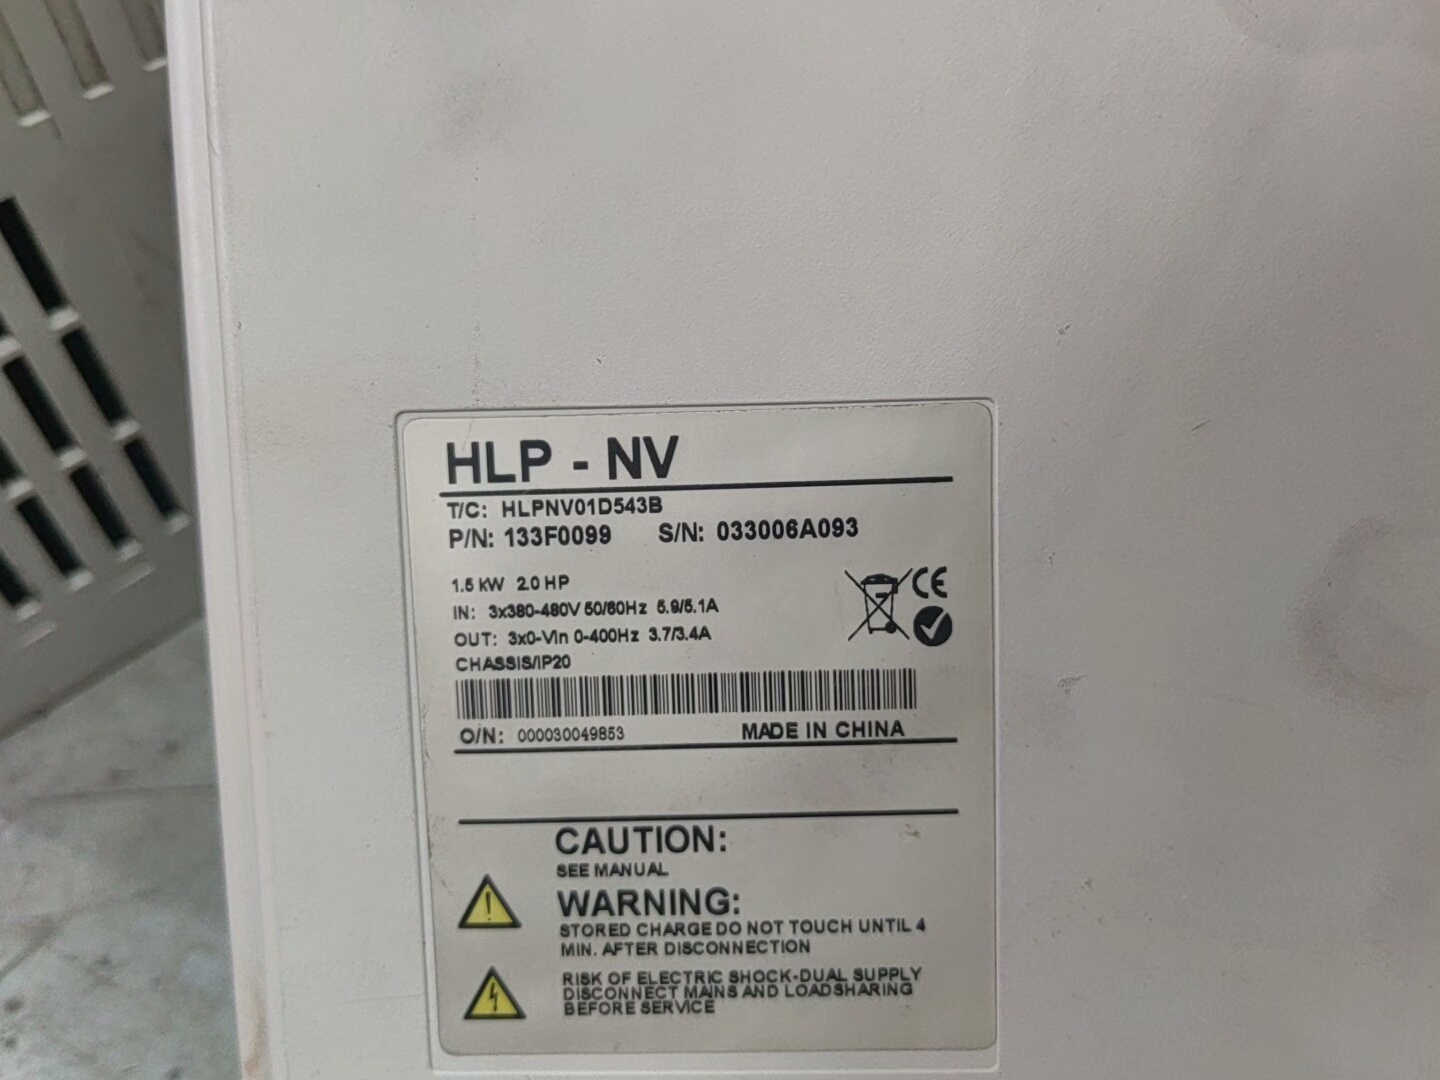 HLP - NV
T/C: HLPNV01D543B
P/N: 133F0099 S/N: 033006A093
1.5 kW 2.0 HP
IN: 3x380-480V 50/60Hz 5.9/5.1A
OUT: 3x0-Vin 0-400Hz 3.7/3.4A
CHASSIS/IP20
CE
O/N: 000030049853 MADE IN CHINA
CAUTION:
SEE MANUAL
WARNING:
STORED CHARGE DO NOT TOUCH UNTIL 4
MIN. AFTER DISCONNECTION
RISK OF ELECTRIC SHOCK-DUAL SUPPLY
DISCONNECT MAINS AND LOADSHARING
BEFORE SERVICE